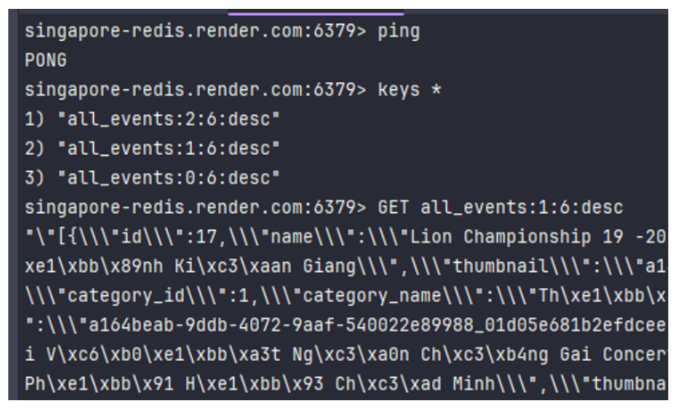 singapore-redis.render.com:6379> ping
PONG
singapore-redis.render.com:6379> keys *
1) "all_events:2:6:desc"
2) "all_events:1:6:desc"
3) "all_events:0:6:desc"
singapore-redis.render.com:6379> GET all_events:1:6:desc
"\"[{\\\"id\\\":17,\\\"name\\\":\\\"Lion Championship 19 -20
xe1\xbb\x89nh Ki\xc3\xaan Giang\\\",\\\"thumbnail\\\":\\\"a1
\\\"category_id\\\":1,\\\"category_name\\\":\\\"Th\xe1\xbb\x
":\\\"a164beab-9ddb-4072-9aaf-540022e89988_01d05e681b2efdcee
i V\xc6\xb0\xe1\xbb\xa3t Ng\xc3\xa0n Ch\xc3\xb4ng Gai Concer
Ph\xe1\xbb\x91 H\xe1\xbb\x93 Ch\xc3\xad Minh\\\",\\\"thumbna